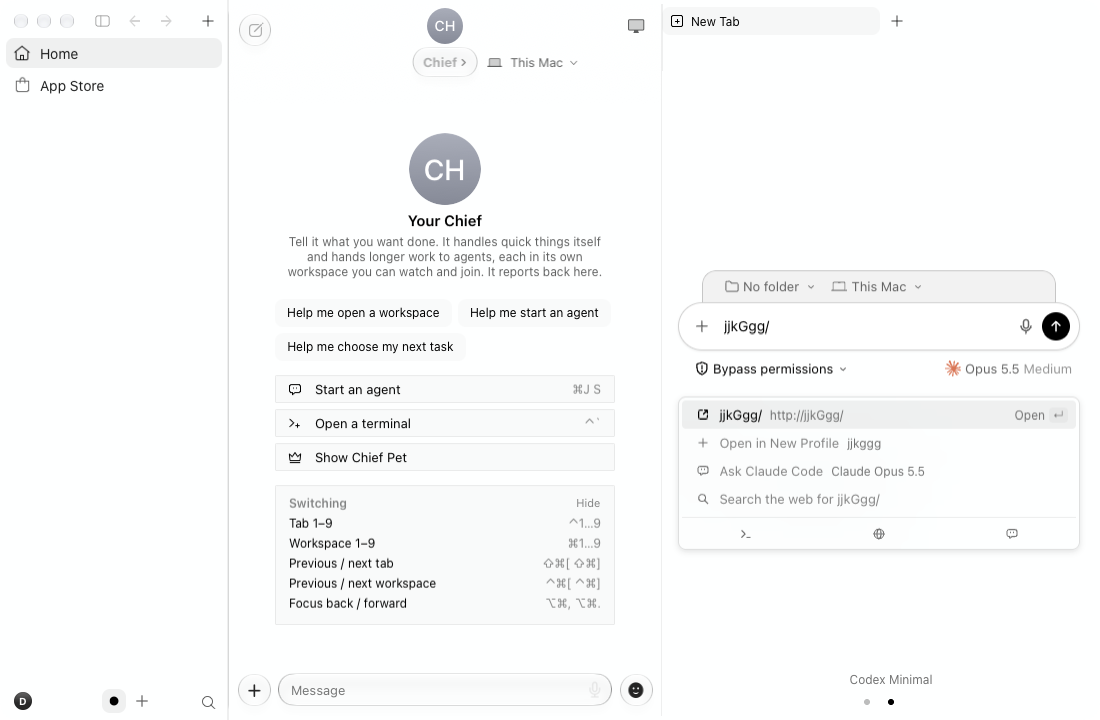 Home
App Store
D
CH
Chief
This Mac
CH
Your Chief
Tell it what you want done. It handles quick things itself
and hands longer work to agents, each in its own
workspace you can watch and join. It reports back here.
Help me open a workspace
Help me start an agent
Help me choose my next task
Start an agent ⌘J S
Open a terminal ⌃`
Show Chief Pet
Switching Hide
Tab 1–9 ⌃1…9
Workspace 1–9 ⌘1…9
Previous / next tab ⇧⌘[ ⇧⌘]
Previous / next workspace ⌃⌘[ ⌃⌘]
Focus back / forward ⌥⌘, ⌥⌘.
Message
New Tab
No folder This Mac
jjkGgg/
Bypass permissions Opus 5.5 Medium
jjkGgg/ http://jjkGgg/ Open ↵
Open in New Profile jjkggg
Ask Claude Code Claude Opus 5.5
Search the web for jjkGgg/
Codex Minimal